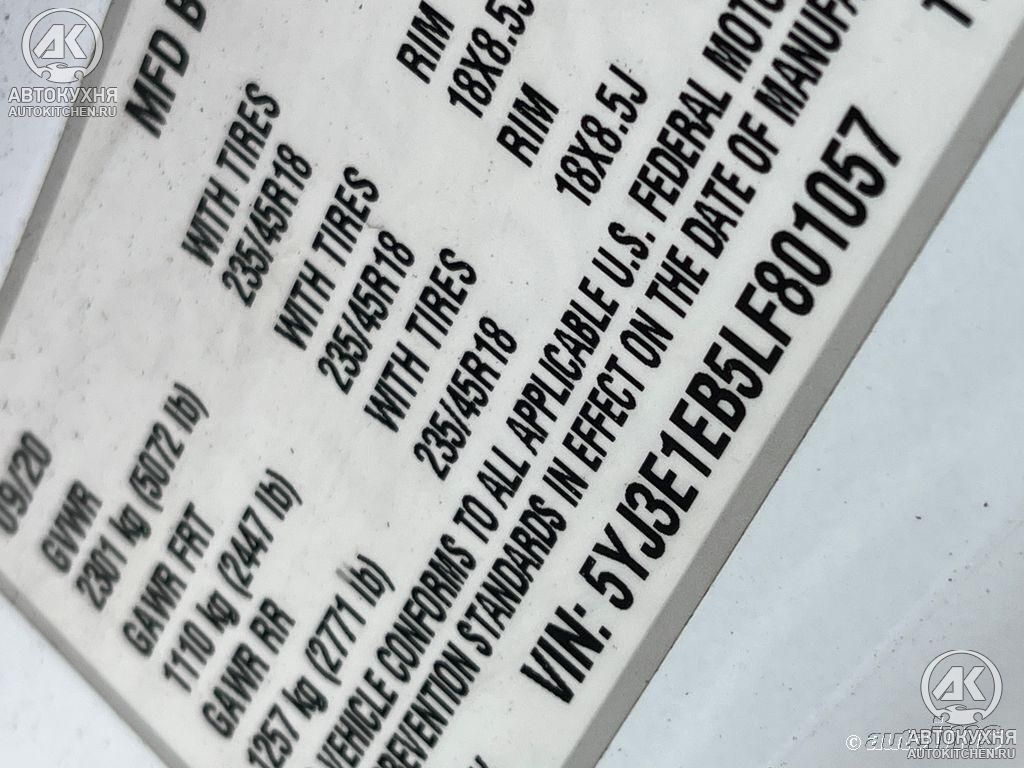 MFD B
09/20
GVWR
2301 kg (5072 lb)
GAWR FRT
WITH TIRES
RIM
1110 kg (2447 lb)
235/45R18
18X8.5J
GAWR RR
WITH TIRES
RIM
1257 kg (2771 lb)
235/45R18
18X8.5J
WITH TIRES
235/45R18
VEHICLE CONFORMS TO ALL APPLICABLE U.S. FEDERAL MOTO
REVENTION STANDARDS IN EFFECT ON THE DATE OF MANUFA
VIN: 5YJ3E1EB5LF801057
АК
АВТОКУХНЯ
AUTOKITCHEN.RU
АК
АВТОКУХНЯ
AUTOKITCHEN.RU